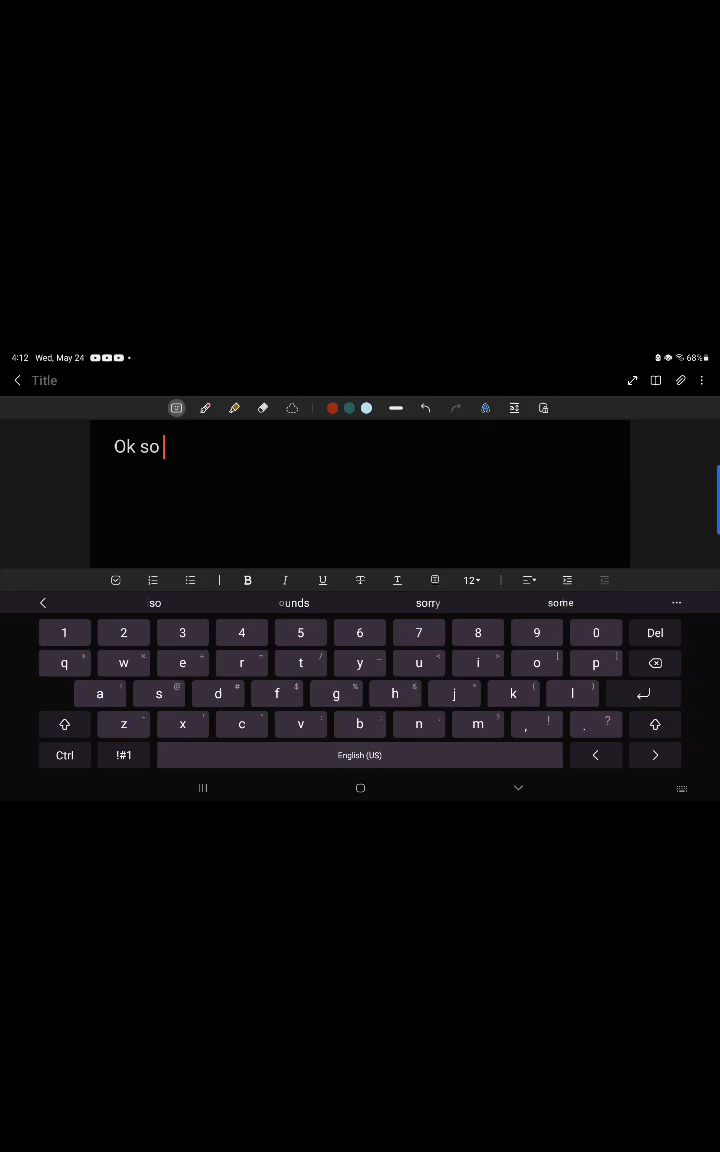 4:12 Wed, May 24
68%
Title
Ok so
B I U T T 12
so ounds sorry some
1 2 3 4 5 6 7 8 9 0 Del
q + w × e ÷ r = t / y _ u < i > o [ p ]
a ! s @ d # f $ g % h & j * k ( l )
z - x ' c " v : b ; n , m ? , ! . ?
Ctrl !#1 English (US) < >